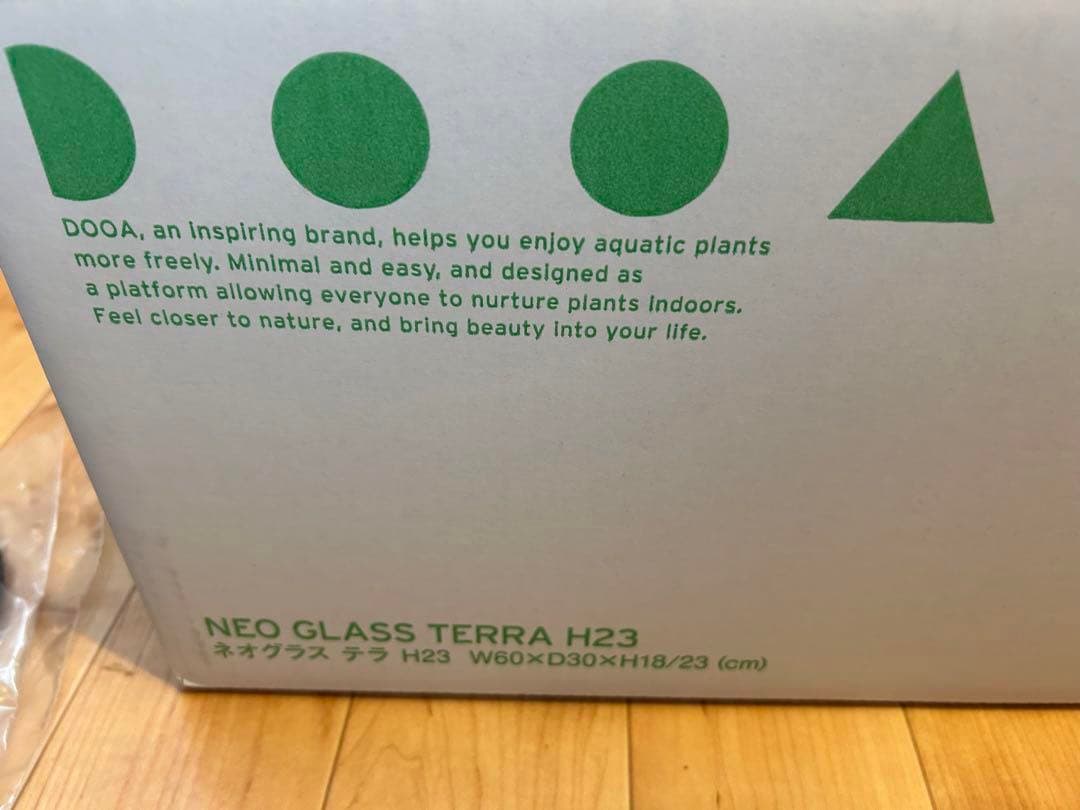 DOOA
DOOA, an inspiring brand, helps you enjoy aquatic plants
more freely. Minimal and easy, and designed as
a platform allowing everyone to nurture plants indoors.
Feel closer to nature, and bring beauty into your life.
NEO GLASS TERRA H23
ネオグラス テラ H23 W60×D30×H18/23 (cm)